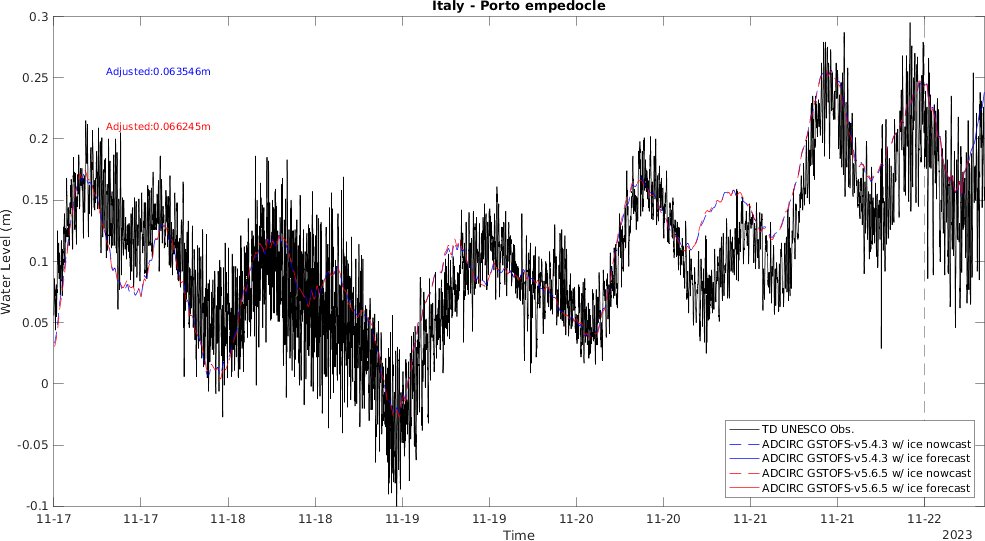 Italy - Porto empedocle
Water Level (m)
0.3
0.25
0.2
0.15
0.1
0.05
0
-0.05
-0.1
Adjusted:0.063546m
Adjusted:0.066245m
TD UNESCO Obs.
ADCIRC GSTOFS-v5.4.3 w/ ice nowcast
ADCIRC GSTOFS-v5.4.3 w/ ice forecast
ADCIRC GSTOFS-v5.6.5 w/ ice nowcast
ADCIRC GSTOFS-v5.6.5 w/ ice forecast
11-17 11-17 11-18 11-18 11-19 11-19 11-20 11-20 11-21 11-21 11-22
Time
2023